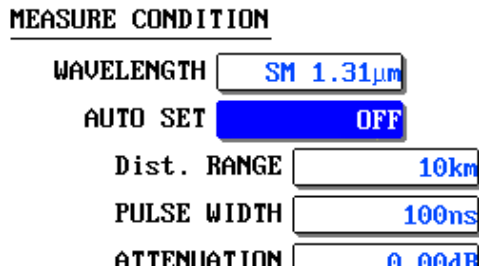 MEASURE CONDITION
WAVELENGTH SM 1.31μm
AUTO SET OFF
Dist. RANGE 10km
PULSE WIDTH 100ns
ATTENUATION 0.00dB